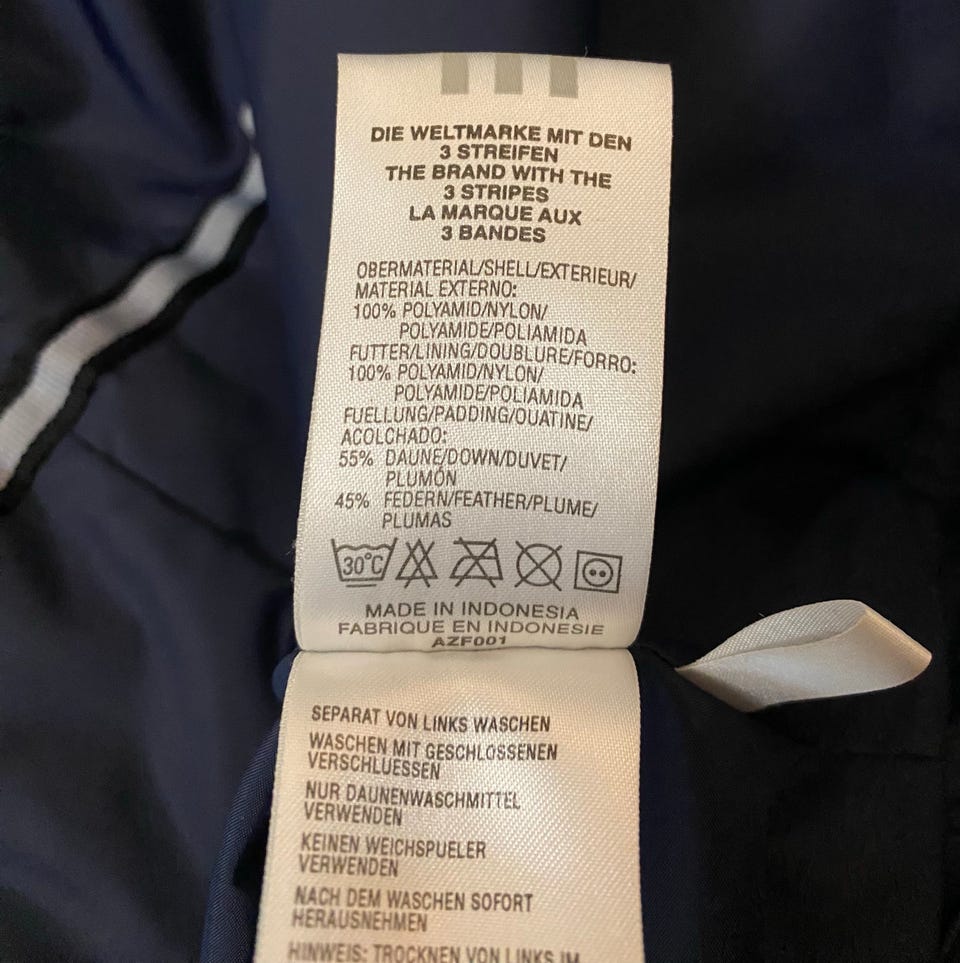 DIE WELTMARKE MIT DEN
3 STREIFEN
THE BRAND WITH THE
3 STRIPES
LA MARQUE AUX
3 BANDES
OBERMATERIAL/SHELL/EXTERIEUR/
MATERIAL EXTERNO:
100% POLYAMID/NYLON/
POLYAMIDE/POLIAMIDA
FUTTER/LINING/DOUBLURE/FORRO:
100% POLYAMID/NYLON/
POLYAMIDE/POLIAMIDA
FUELLUNG/PADDING/OUATINE/
ACOLCHADO:
55% DAUNE/DOWN/DUVET/
PLUMÓN
45% FEDERN/FEATHER/PLUME/
PLUMAS
30°C
MADE IN INDONESIA
FABRIQUE EN INDONESIE
AZF001
SEPARAT VON LINKS WASCHEN
WASCHEN MIT GESCHLOSSENEN
VERSCHLUESSEN
NUR DAUNENWASCHMITTEL
VERWENDEN
KEINEN WEICHSPUELER
VERWENDEN
NACH DEM WASCHEN SOFORT
HERAUSNEHMEN
HINWEIS: TROCKNEN VON LINKS IM